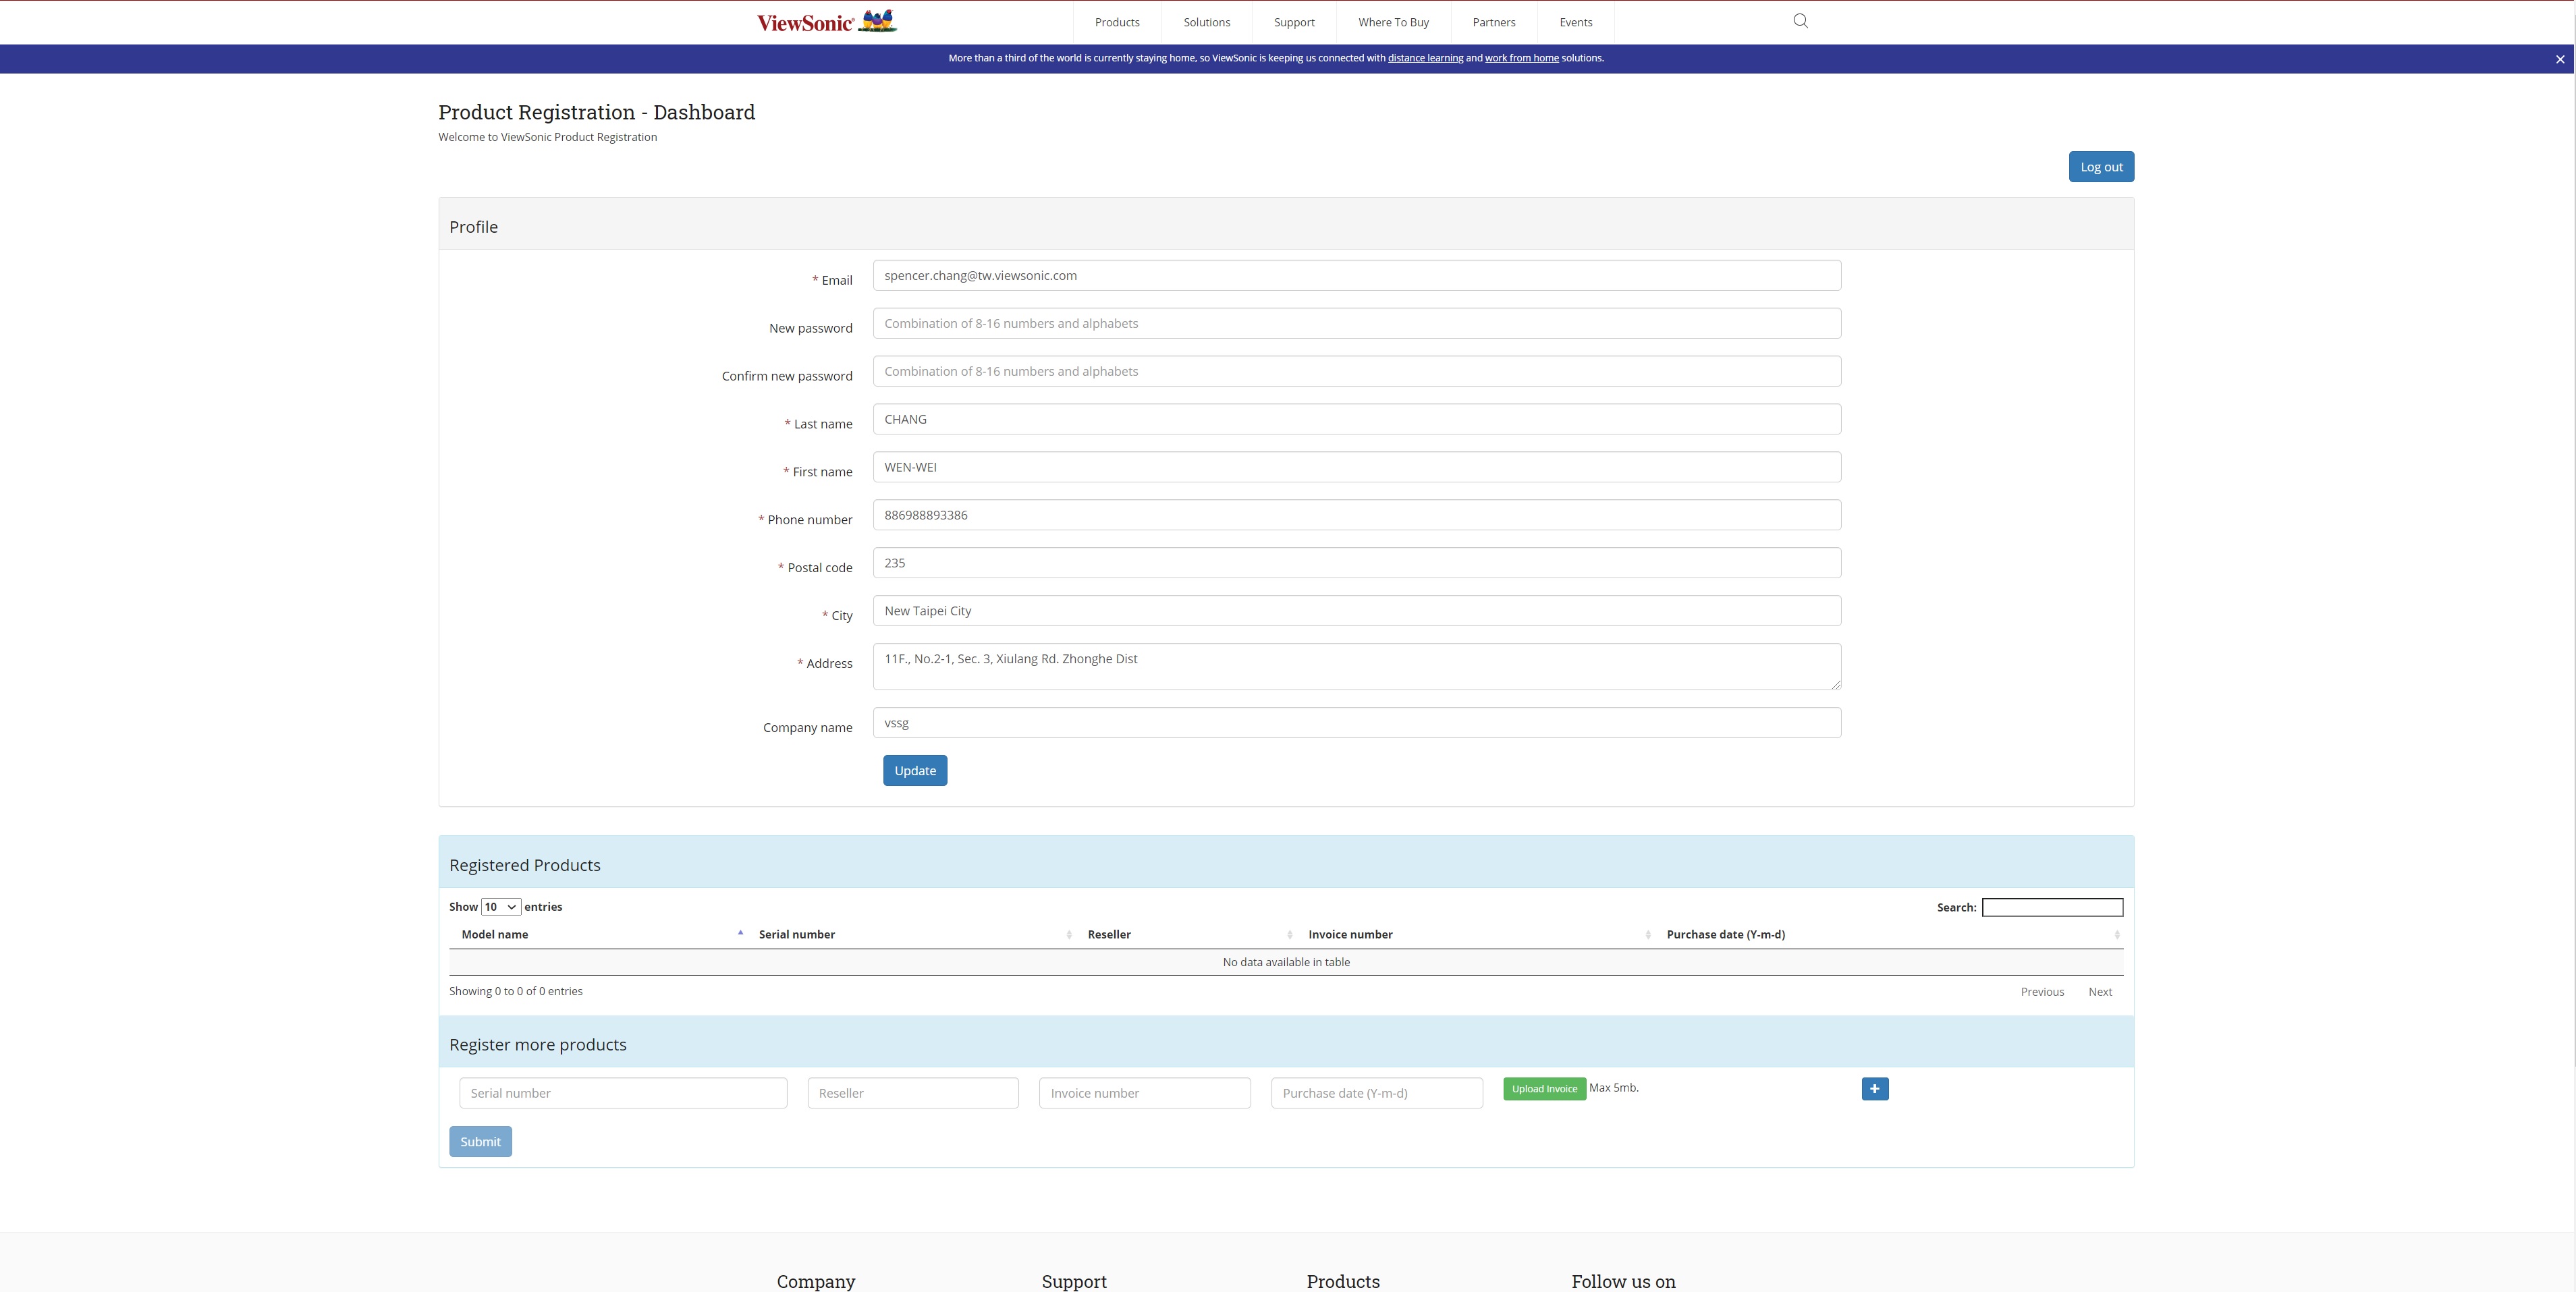 ViewSonic
Products
Solutions
Support
Where To Buy
Partners
Events
More than a third of the world is currently staying home, so ViewSonic is keeping us connected with distance learning and work from home solutions.
Product Registration - Dashboard
Welcome to ViewSonic Product Registration
Log out
Profile
* Email
spencer.chang@tw.viewsonic.com
New password
Combination of 8-16 numbers and alphabets
Confirm new password
Combination of 8-16 numbers and alphabets
* Last name
CHANG
* First name
WEN-WEI
* Phone number
886988893386
* Postal code
235
* City
New Taipei City
* Address
11F., No.2-1, Sec. 3, Xiulang Rd. Zhonghe Dist
Company name
vssg
Update
Registered Products
Show 10 entries
Search:
Model name
Serial number
Reseller
Invoice number
Purchase date (Y-m-d)
No data available in table
Showing 0 to 0 of 0 entries
Previous
Next
Register more products
Serial number
Reseller
Invoice number
Purchase date (Y-m-d)
Upload Invoice
Max 5mb.
+
Submit
Company
Support
Products
Follow us on